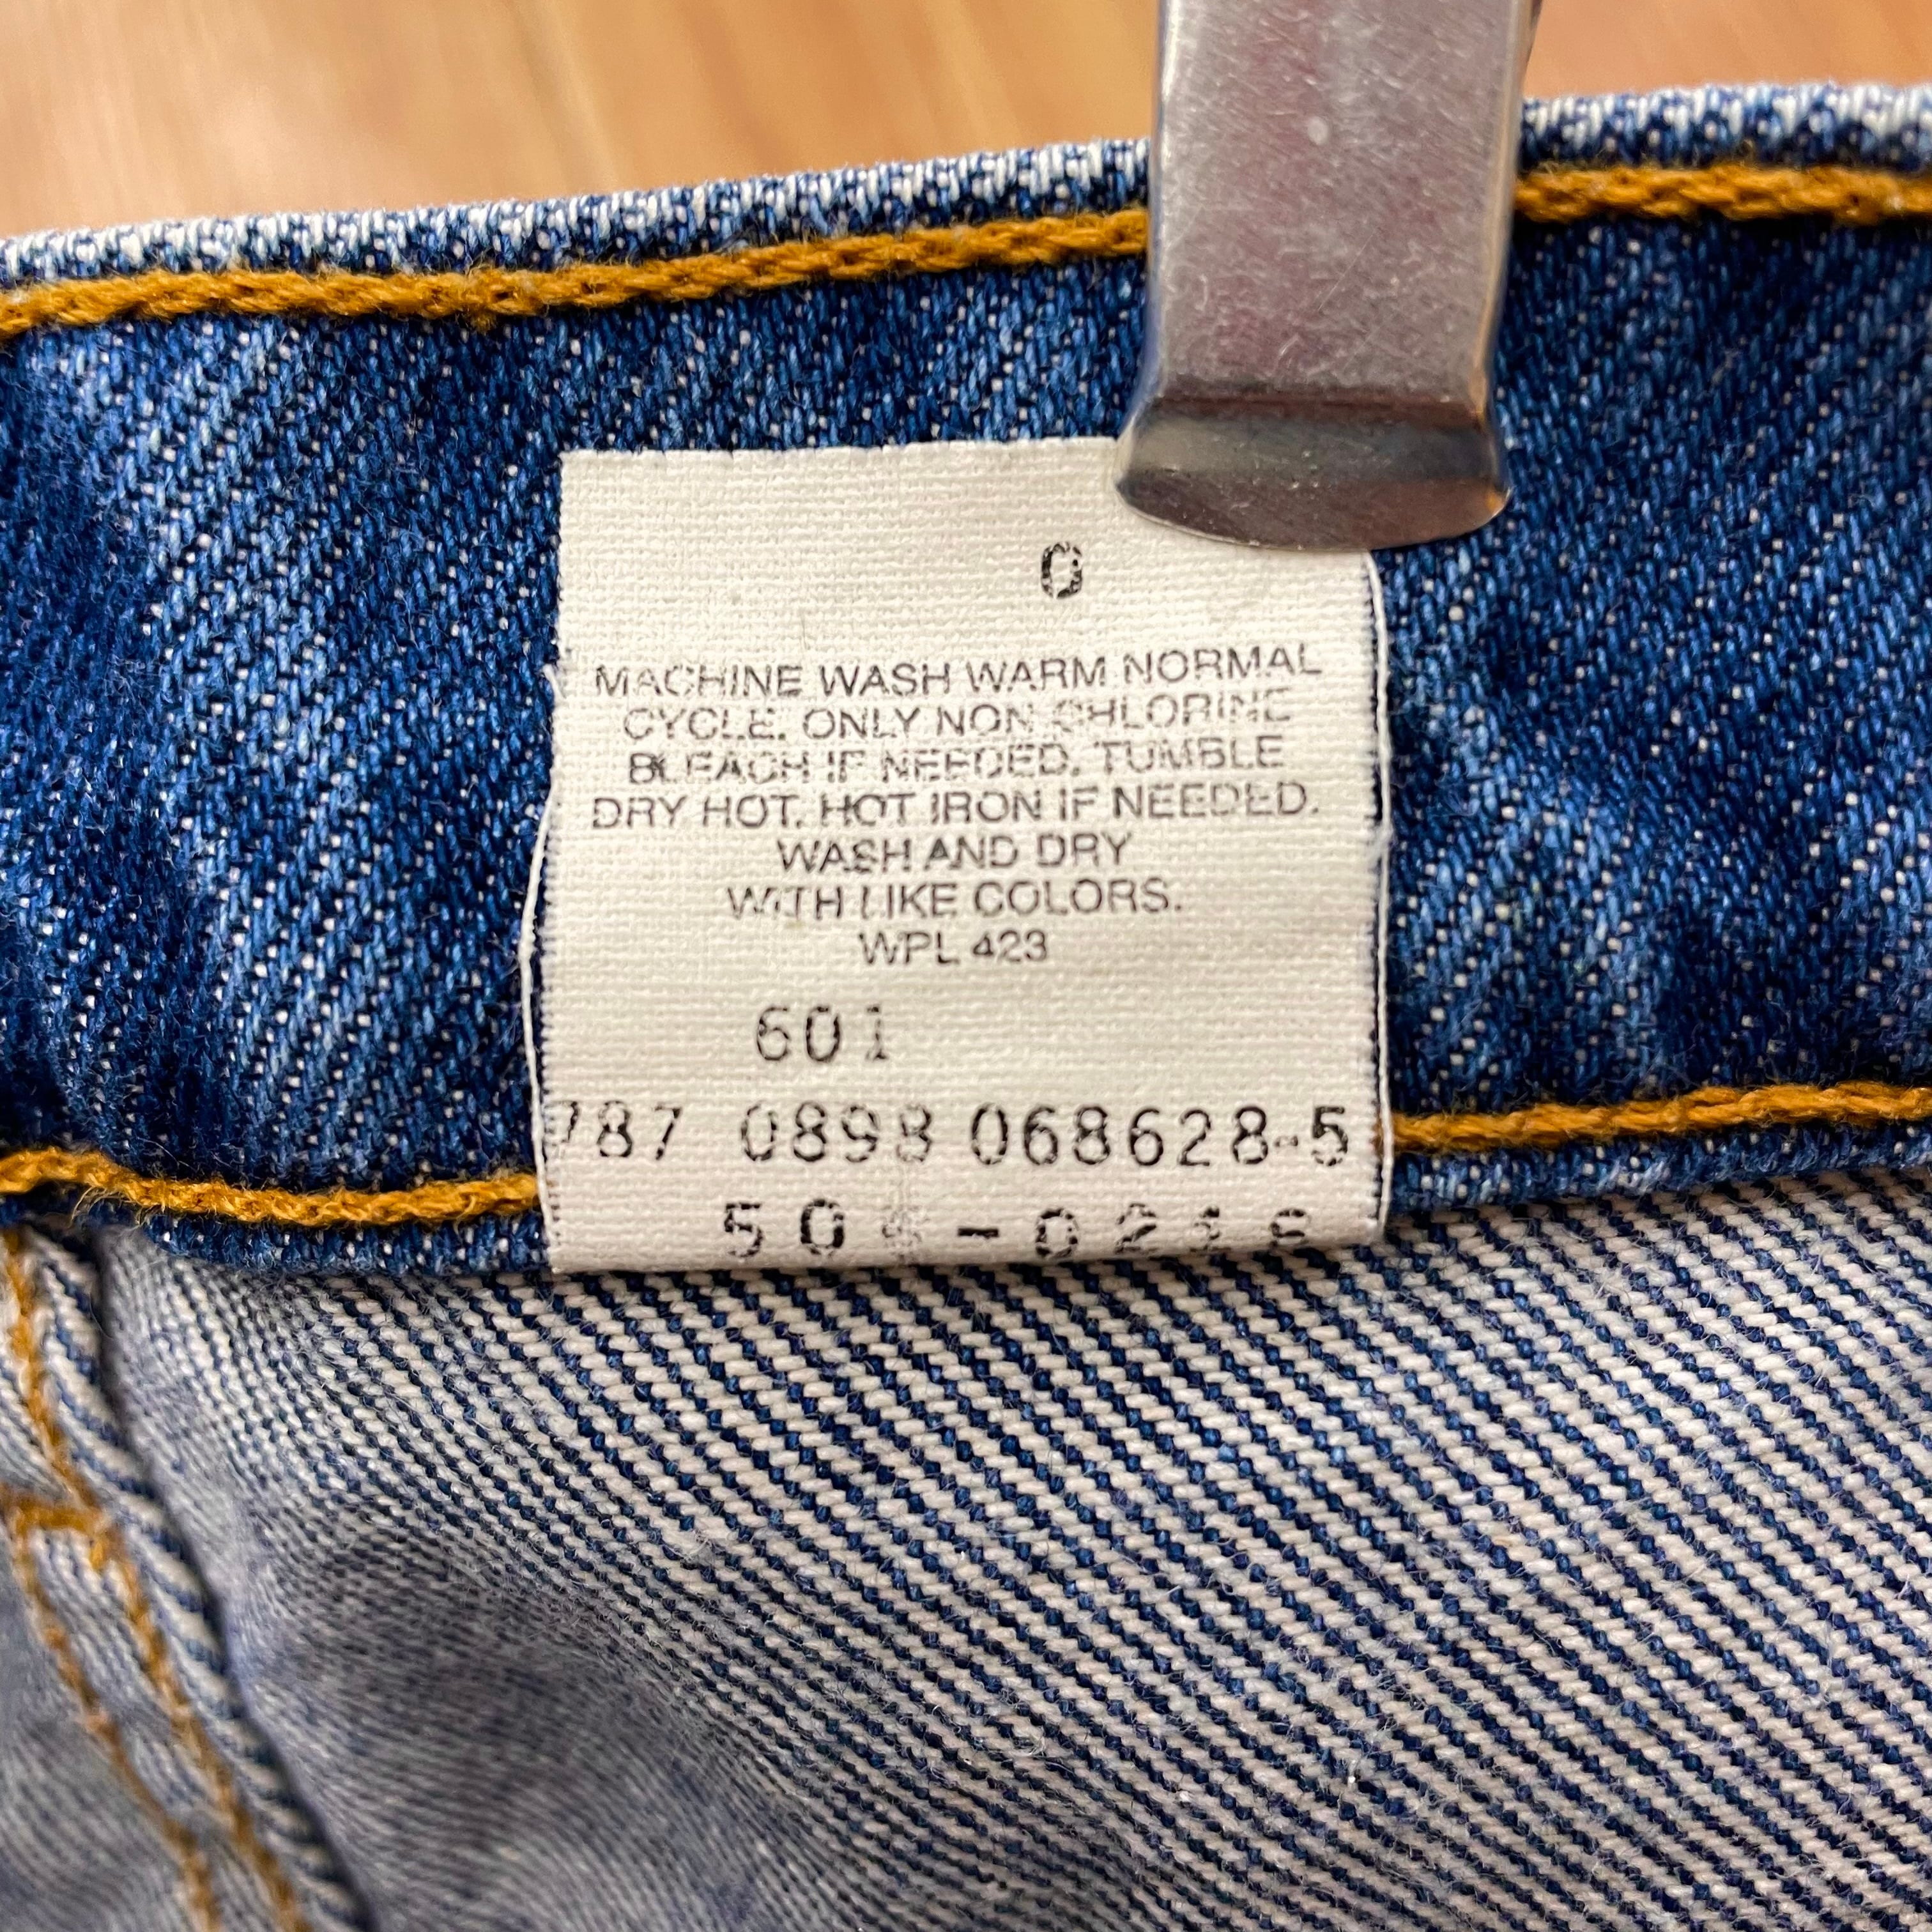 MACHINE WASH WARM NORMAL
CYCLE. ONLY NON-CHLORINE
BLEACH IF NEEDED. TUMBLE
DRY HOT. HOT IRON IF NEEDED.
WASH AND DRY
WITH LIKE COLORS.
WPL 423
601
787 0898 068628-5